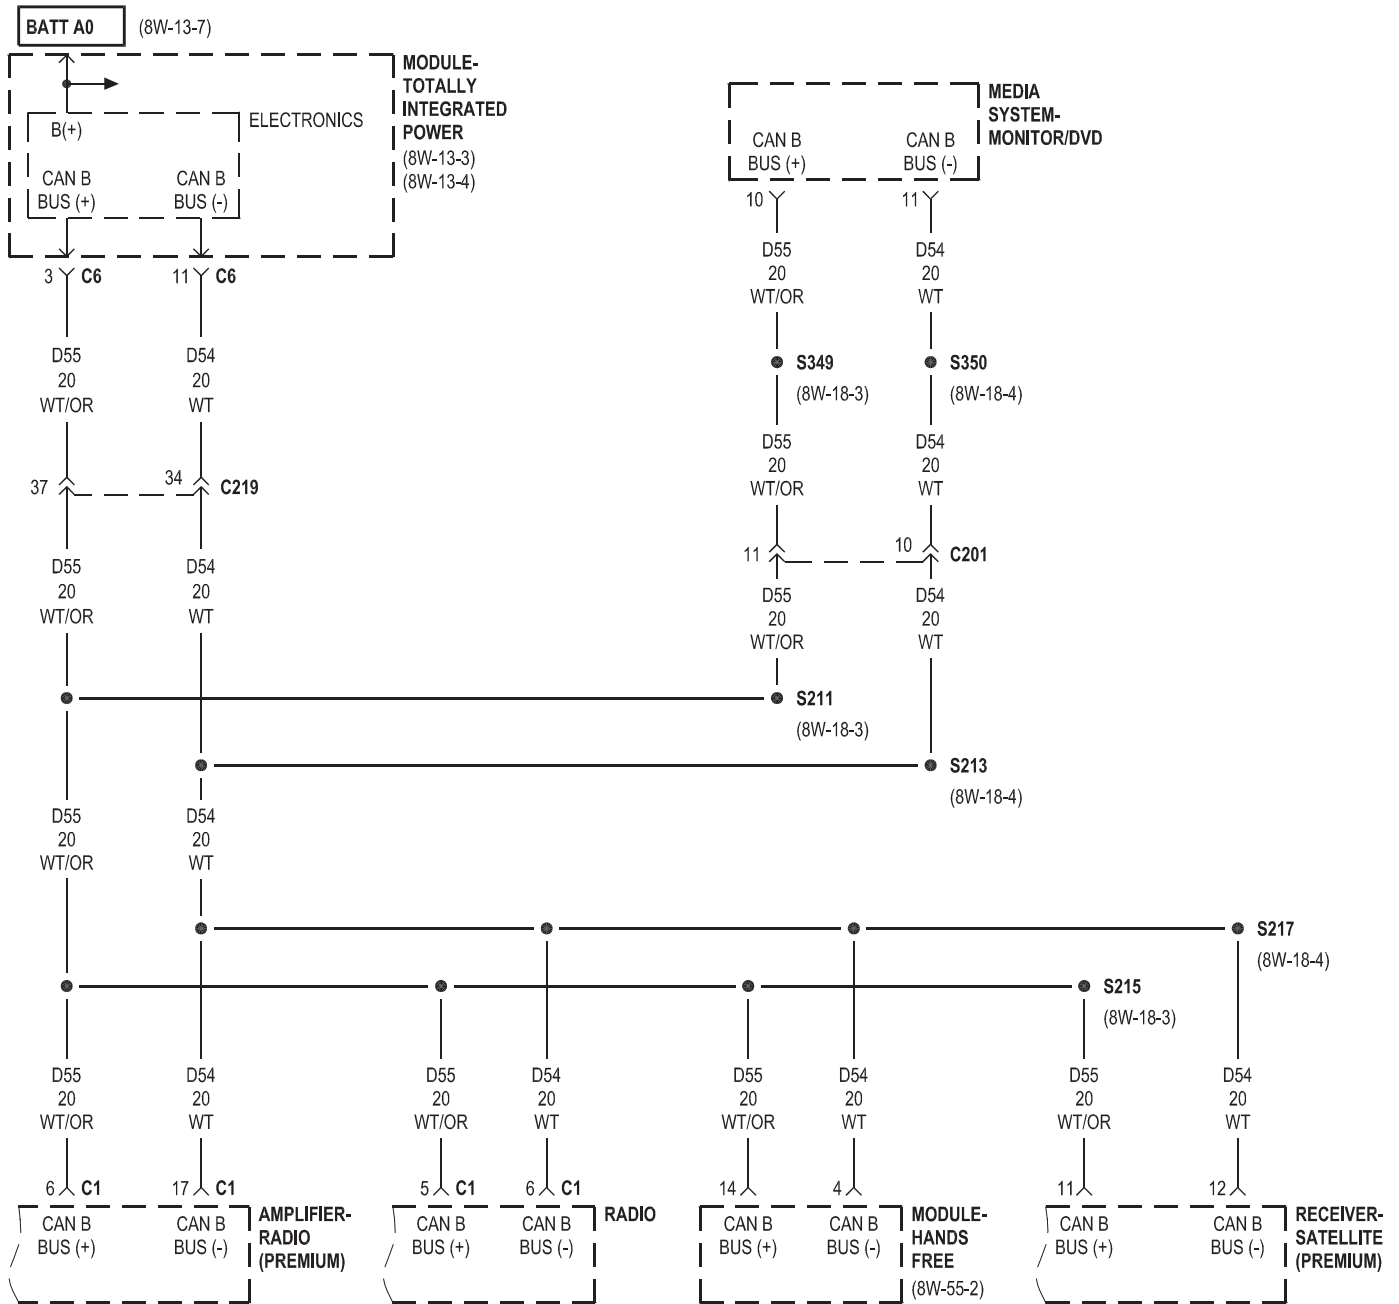 BATT A0
(8W-13-7)
MODULE-
TOTALLY
INTEGRATED
POWER
(8W-13-3)
(8W-13-4)
ELECTRONICS
B(+)
CAN B
BUS (+)
CAN B
BUS (-)
3 C6
11 C6
D55
20
WT/OR
D54
20
WT
37
34
C219
D55
20
WT/OR
D54
20
WT
MEDIA
SYSTEM-
MONITOR/DVD
CAN B
BUS (+)
CAN B
BUS (-)
10
11
D55
20
WT/OR
D54
20
WT
S349
(8W-18-3)
S350
(8W-18-4)
D55
20
WT/OR
D54
20
WT
11
10
C201
D55
20
WT/OR
D54
20
WT
S211
(8W-18-3)
S213
(8W-18-4)
D55
20
WT/OR
D54
20
WT
S217
(8W-18-4)
S215
(8W-18-3)
D55
20
WT/OR
D54
20
WT
D55
20
WT/OR
D54
20
WT
D55
20
WT/OR
D54
20
WT
D55
20
WT/OR
D54
20
WT
6 C1
17 C1
CAN B
BUS (+)
CAN B
BUS (-)
AMPLIFIER-
RADIO
(PREMIUM)
5 C1
6 C1
CAN B
BUS (+)
CAN B
BUS (-)
RADIO
14
4
CAN B
BUS (+)
CAN B
BUS (-)
MODULE-
HANDS
FREE
(8W-55-2)
11
12
CAN B
BUS (+)
CAN B
BUS (-)
RECEIVER-
SATELLITE
(PREMIUM)